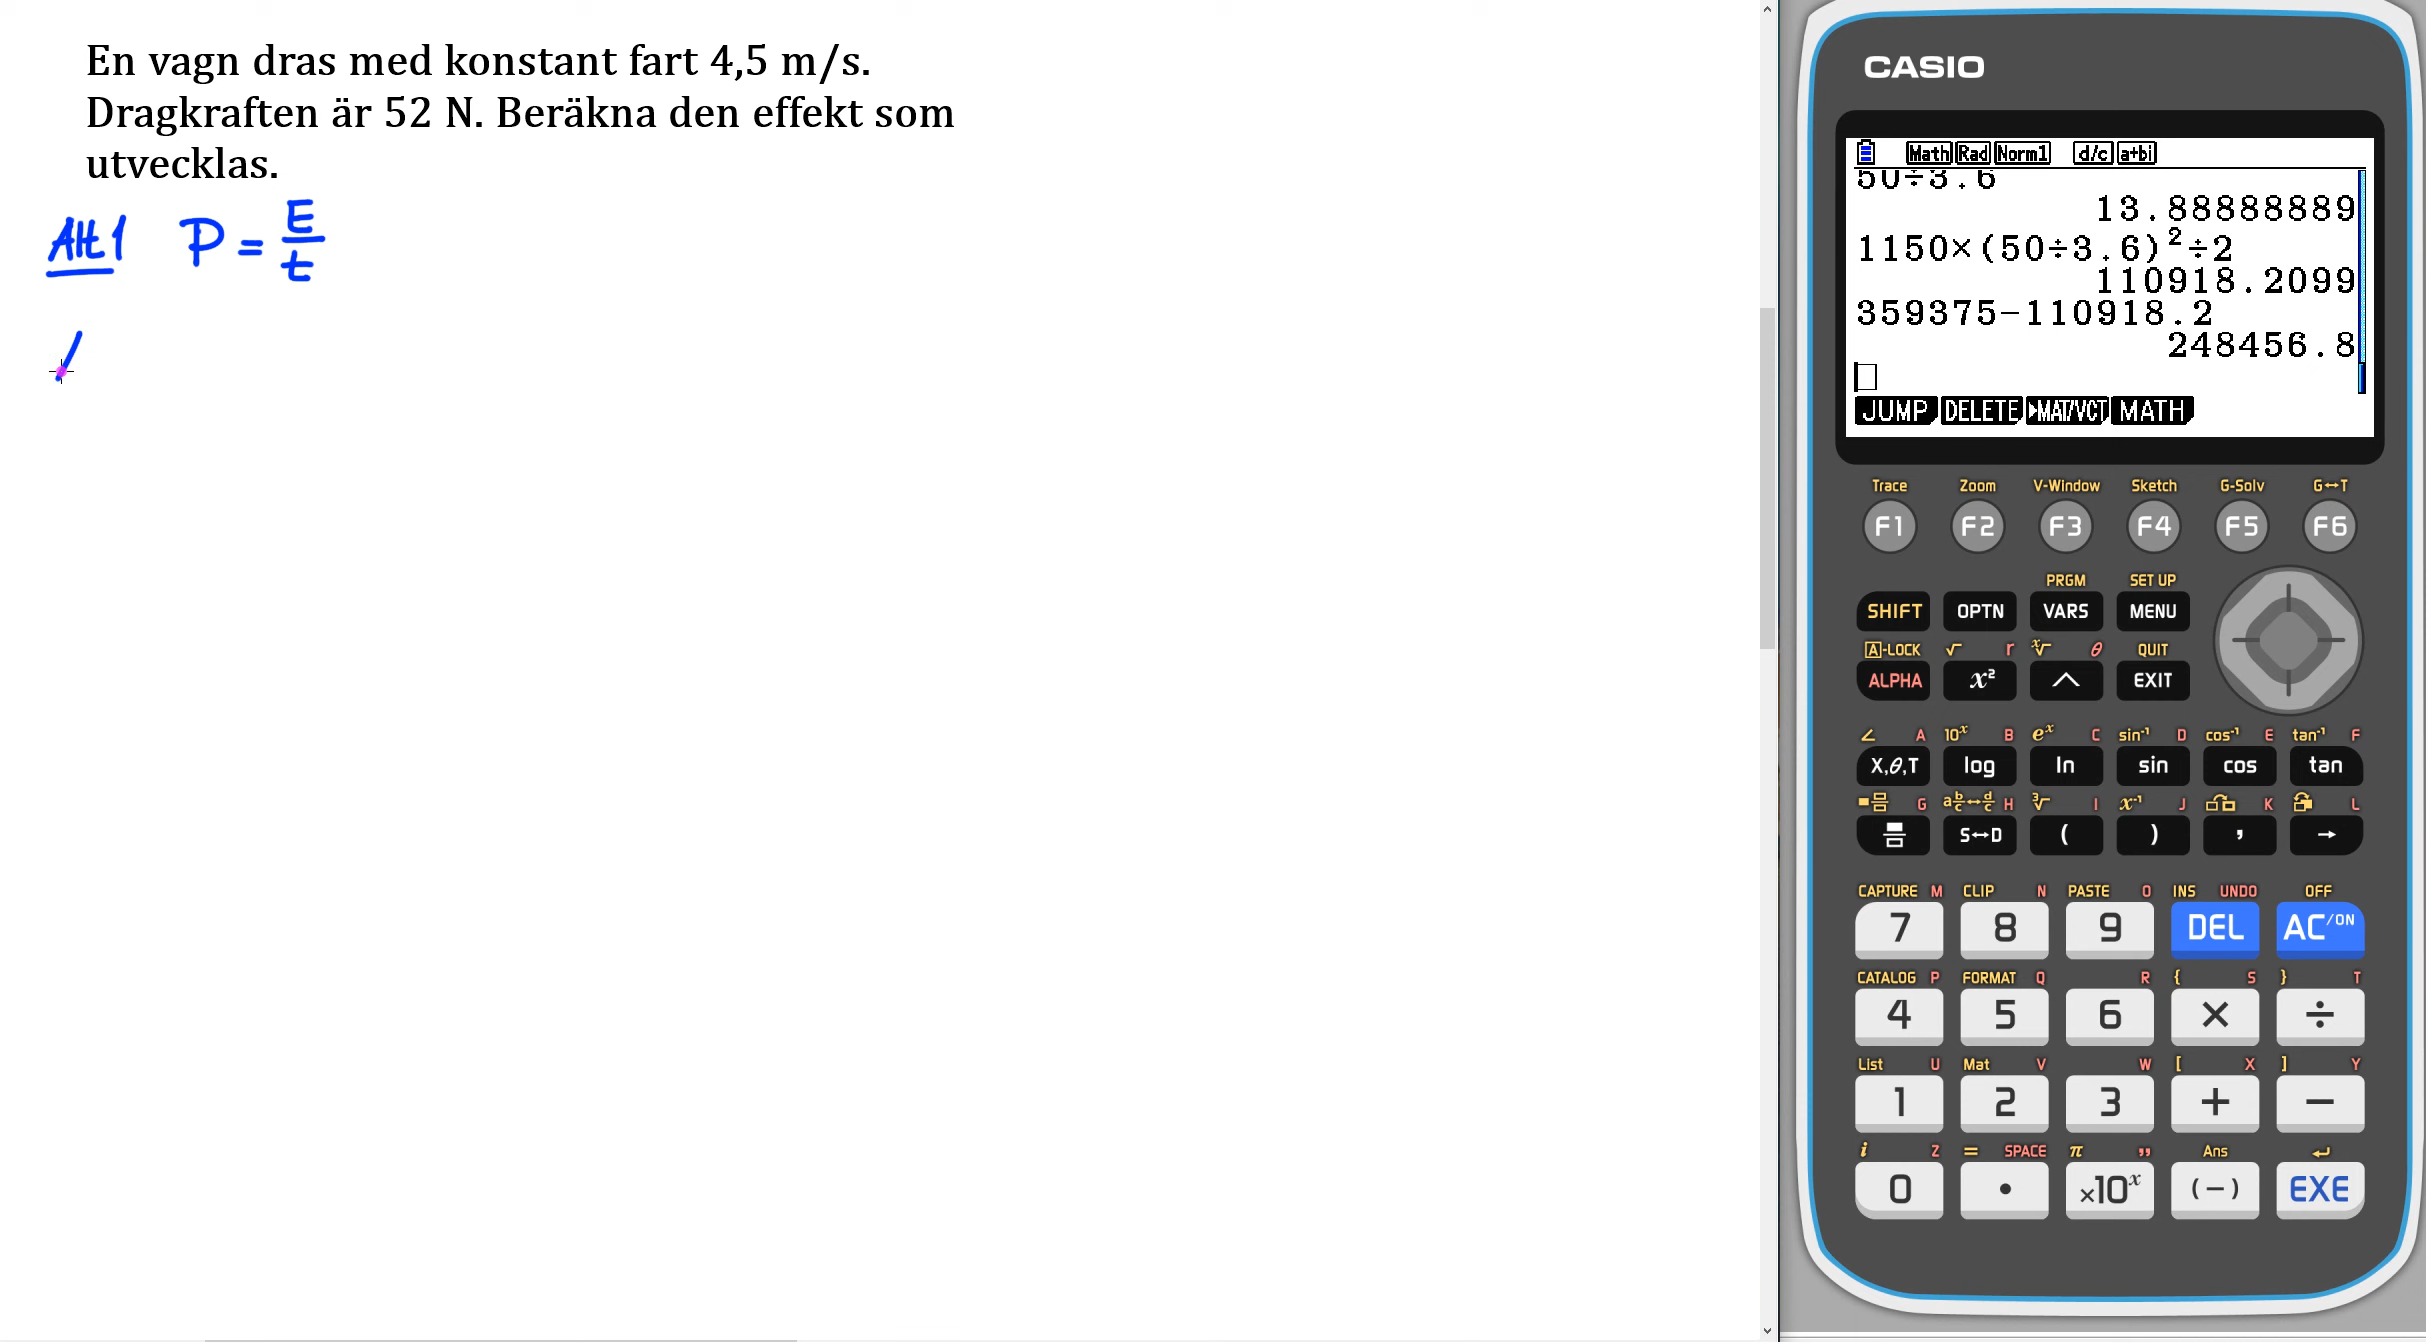 En vagn dras med konstant fart 4,5 m/s.
Dragkraften är 52 N. Beräkna den effekt som
utvecklas.
Alt 1 P = E/t
CASIO
Math Rad Norm1 d/c a+bi
50÷3.6
13.88888889
1150×(50÷3.6)²÷2
110918.2099
359375-110918.2
248456.8
JUMP DELETE ▶MAT/VCT MATH
Trace Zoom V-Window Sketch G-Solv G↔T
F1 F2 F3 F4 F5 F6
PRGM SET UP
SHIFT OPTN VARS MENU
A-LOCK √ r ˣ√ θ QUIT
ALPHA x² ^ EXIT
∠ A 10ˣ B eˣ C sin⁻¹ D cos⁻¹ E tan⁻¹ F
X,θ,T log ln sin cos tan
G a b/c↔d/c H ³√ I x⁻¹ J K L
S↔D ( ) , →
CAPTURE M CLIP N PASTE O INS UNDO OFF
7 8 9 DEL AC/ON
CATALOG P FORMAT Q R { S } T
4 5 6 × ÷
List U Mat V W [ X ] Y
1 2 3 + −
i Z = SPACE π " Ans ↵
0 • ×10ˣ (−) EXE